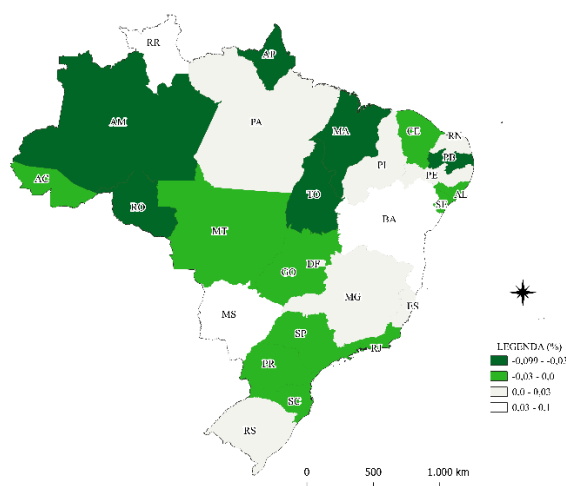 RR
AP
AM
PA
MA
CE
RN
PB
PI
PE
AC
AL
TO
SE
RO
BA
MT
DF
GO
MG
ES
MS
SP
RJ
PR
SC
RS
LEGENDA (%)
-0,099 - -0,03
-0,03 - 0,0
0,0 - 0,03
0,03 - 0,1
0 500 1.000 km